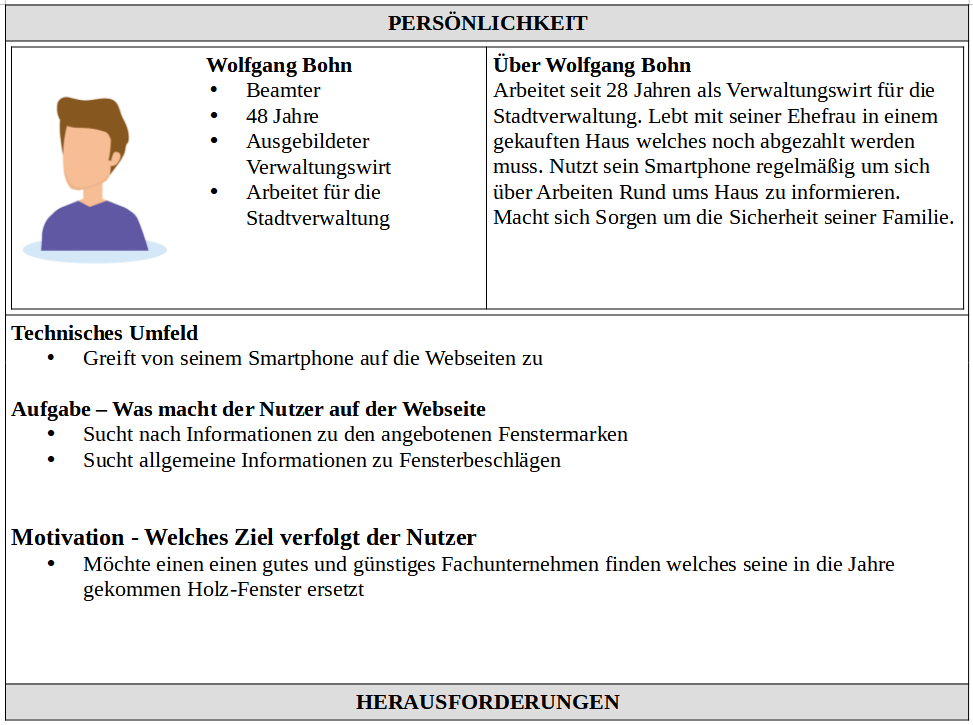 PERSÖNLICHKEIT
Wolfgang Bohn
• Beamter
• 48 Jahre
• Ausgebildeter
Verwaltungswirt
• Arbeitet für die
Stadtverwaltung
Über Wolfgang Bohn
Arbeitet seit 28 Jahren als Verwaltungswirt für die
Stadtverwaltung. Lebt mit seiner Ehefrau in einem
gekauften Haus welches noch abgezahlt werden
muss. Nutzt sein Smartphone regelmäßig um sich
über Arbeiten Rund ums Haus zu informieren.
Macht sich Sorgen um die Sicherheit seiner Familie.
Technisches Umfeld
• Greift von seinem Smartphone auf die Webseiten zu
Aufgabe – Was macht der Nutzer auf der Webseite
• Sucht nach Informationen zu den angebotenen Fenstermarken
• Sucht allgemeine Informationen zu Fensterbeschlägen
Motivation - Welches Ziel verfolgt der Nutzer
• Möchte einen einen gutes und günstiges Fachunternehmen finden welches seine in die Jahre
gekommen Holz-Fenster ersetzt
HERAUSFORDERUNGEN